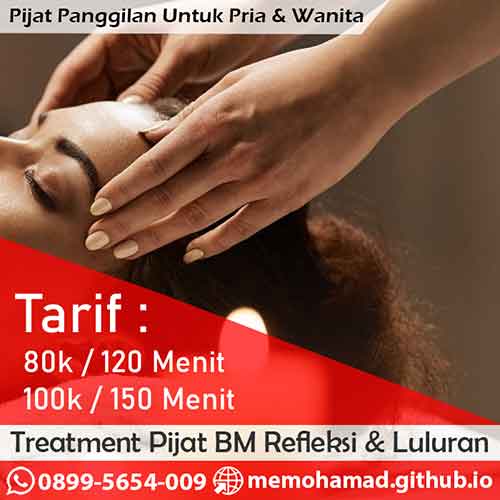 Pijat Panggilan Untuk Pria & Wanita
Tarif :
80k / 120 Menit
100k / 150 Menit
Treatment Pijat BM Refleksi & Luluran
0899-5654-009 memohamad.github.io